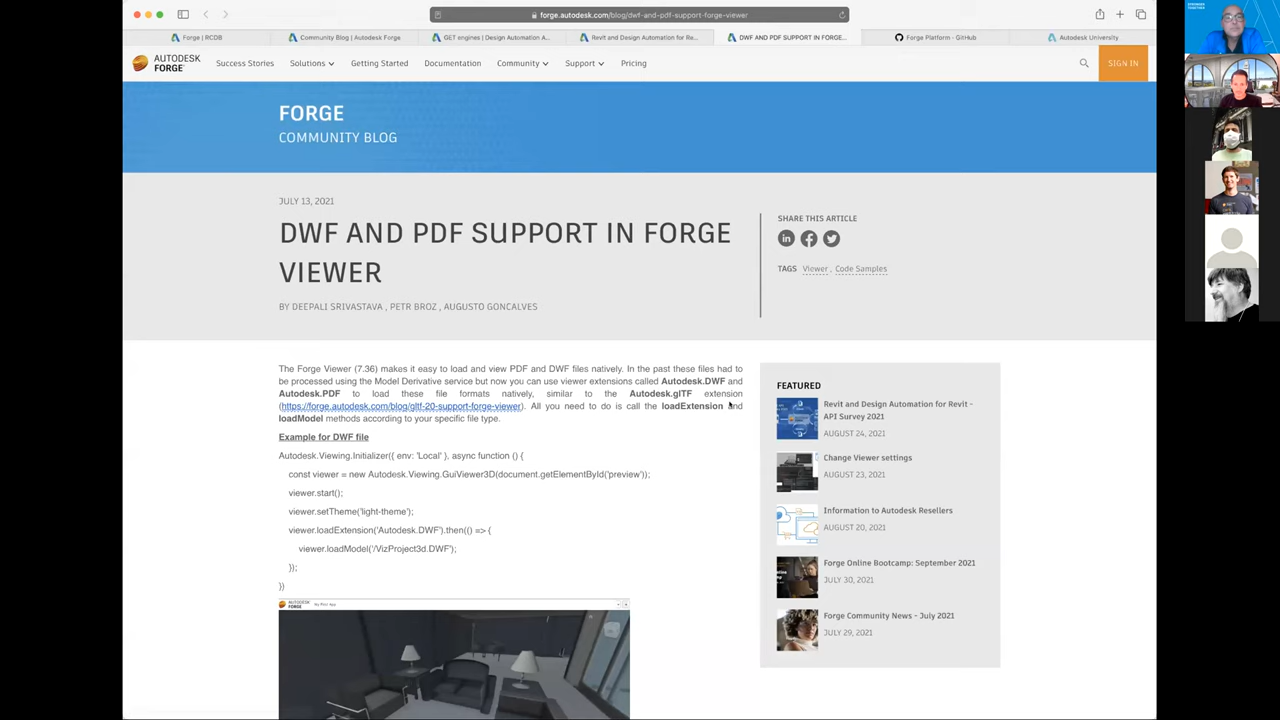 forge.autodesk.com/blog/dwf-and-pdf-support-forge-viewer
Forge | RCDB
Community Blog | Autodesk Forge
GET engines | Design Automation A...
Revit and Design Automation for Re...
DWF AND PDF SUPPORT IN FORGE...
Forge Platform · GitHub
Autodesk University
AUTODESK FORGE
Success Stories
Solutions
Getting Started
Documentation
Community
Support
Pricing
SIGN IN
FORGE
COMMUNITY BLOG
JULY 13, 2021
DWF AND PDF SUPPORT IN FORGE
VIEWER
BY DEEPALI SRIVASTAVA , PETR BROZ , AUGUSTO GONCALVES
SHARE THIS ARTICLE
TAGS Viewer , Code Samples
The Forge Viewer (7.36) makes it easy to load and view PDF and DWF files natively. In the past these files had to
be processed using the Model Derivative service but now you can use viewer extensions called Autodesk.DWF and
Autodesk.PDF to load these file formats natively, similar to the Autodesk.glTF extension
(https://forge.autodesk.com/blog/gltf-20-support-forge-viewer). All you need to do is call the loadExtension and
loadModel methods according to your specific file type.
Example for DWF file
Autodesk.Viewing.Initializer({ env: 'Local' }, async function () {
const viewer = new Autodesk.Viewing.GuiViewer3D(document.getElementById('preview'));
viewer.start();
viewer.setTheme('light-theme');
viewer.loadExtension('Autodesk.DWF').then(() => {
viewer.loadModel('/VizProject3d.DWF');
});
})
AUTODESK FORGE
FEATURED
Revit and Design Automation for Revit -
API Survey 2021
AUGUST 24, 2021
Change Viewer settings
AUGUST 23, 2021
Information to Autodesk Resellers
AUGUST 20, 2021
Forge Online Bootcamp: September 2021
JULY 30, 2021
Forge Community News - July 2021
JULY 29, 2021